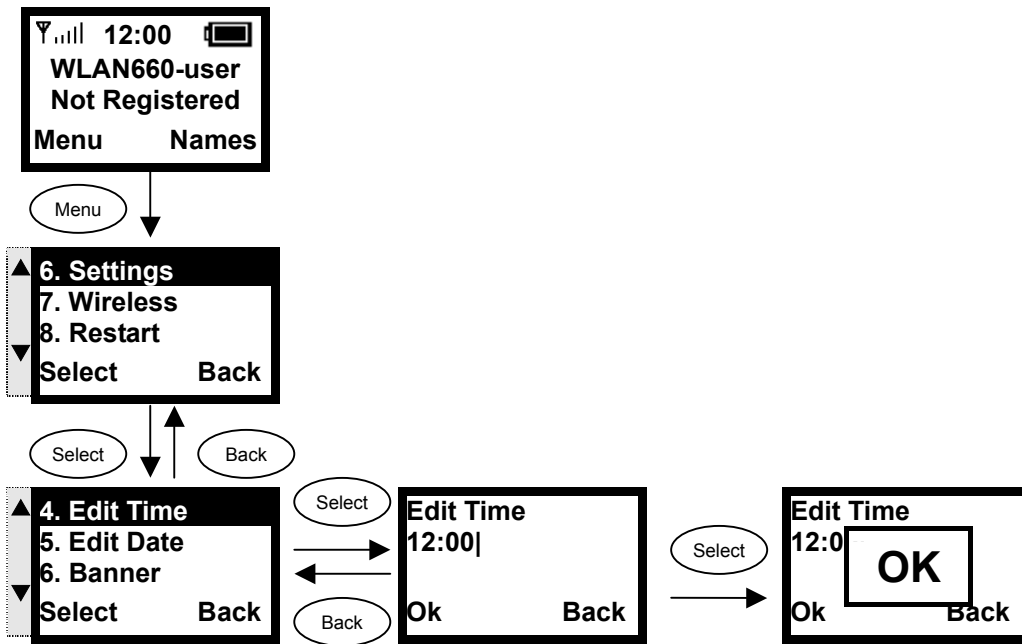 12:00
WLAN660-user
Not Registered
Menu Names
Menu
6. Settings
7. Wireless
8. Restart
Select Back
Select
Back
4. Edit Time
5. Edit Date
6. Banner
Select Back
Select
Back
Edit Time
12:00|
Ok Back
Select
Edit Time
12:0
OK
Ok Back